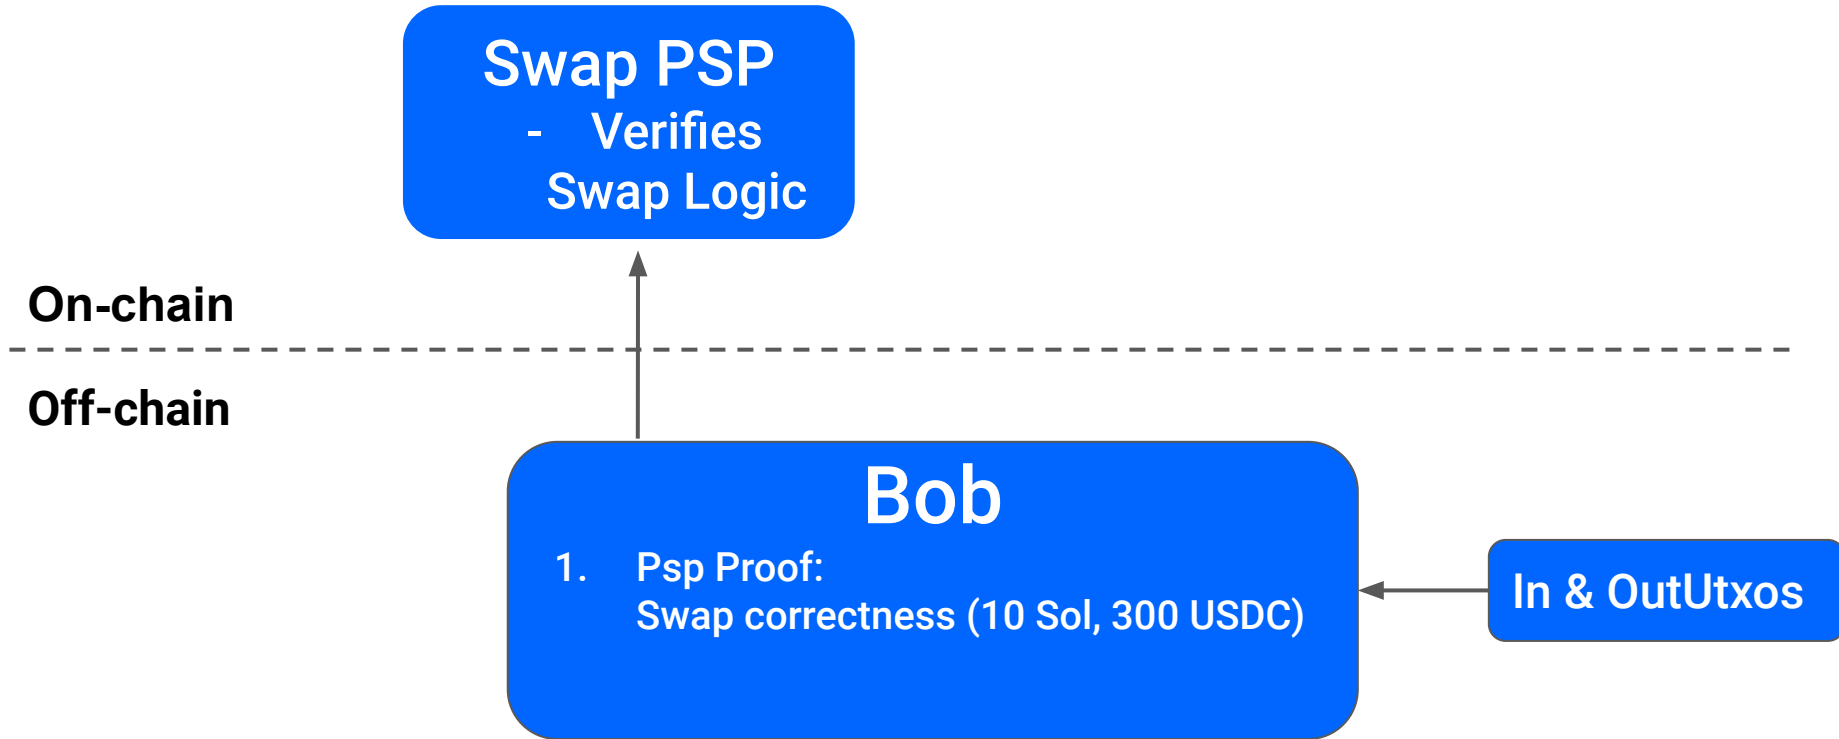 Swap PSP
- Verifies
Swap Logic
On-chain
Off-chain
Bob
1. Psp Proof:
Swap correctness (10 Sol, 300 USDC)
In & OutUtxos